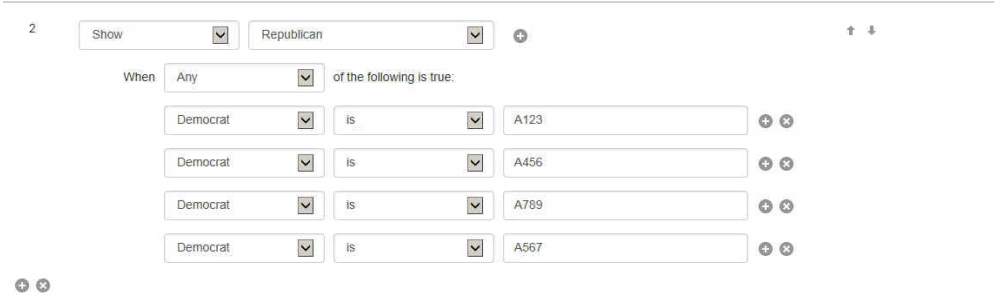 2 Show Republican
When Any of the following is true:
Democrat is A123
Democrat is A456
Democrat is A789
Democrat is A567